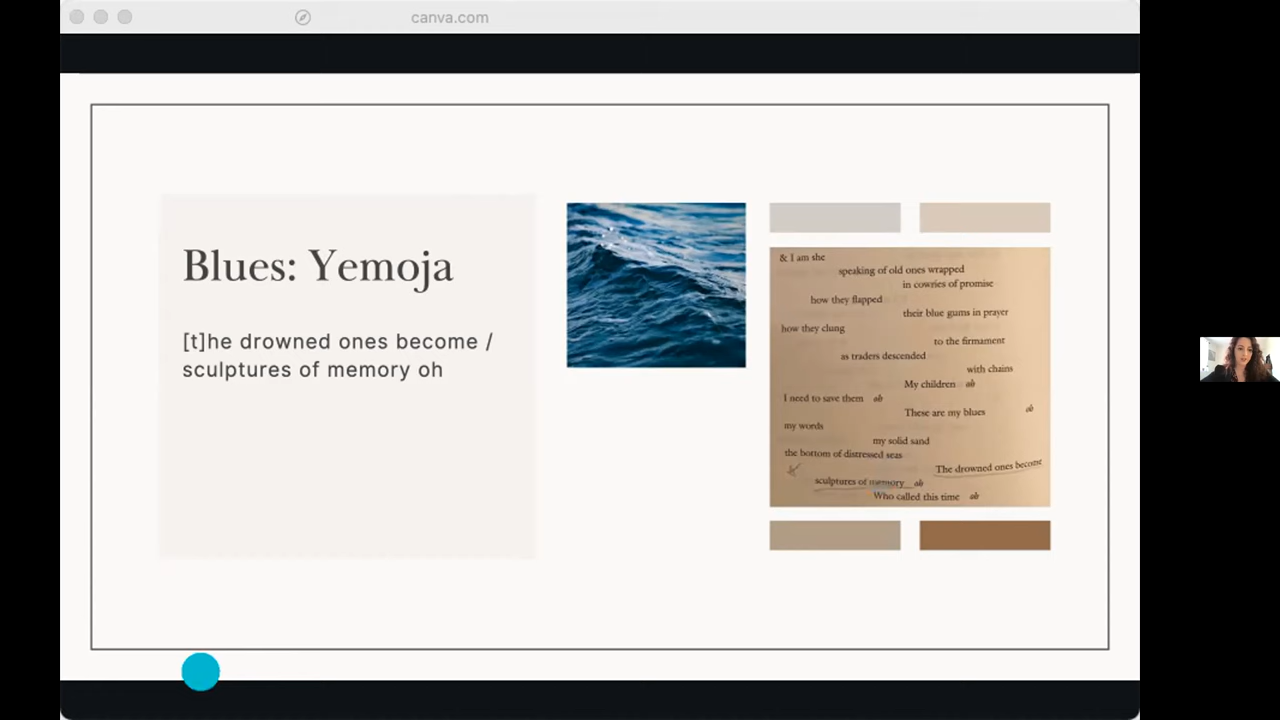 canva.com
Blues: Yemoja
[t]he drowned ones become /
sculptures of memory oh
& I am she
speaking of old ones wrapped
in cowries of promise
how they flapped
their blue gums in prayer
how they clung
to the firmament
as traders descended
with chains
My children oh
I need to save them oh
These are my blues oh
my words
my solid sand
the bottom of distressed seas
The drowned ones become
sculptures of memory oh
Who called this time oh